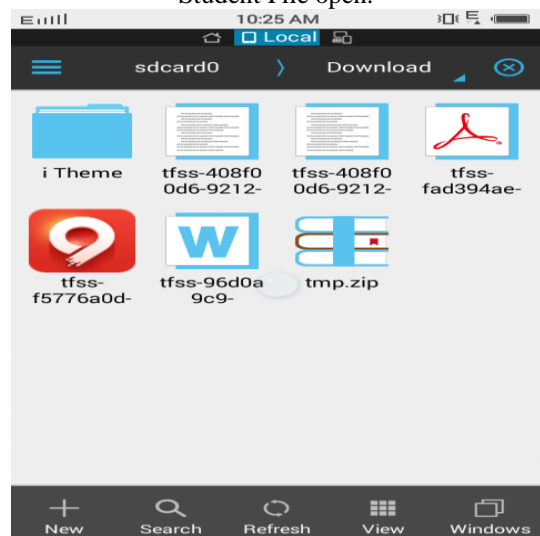 Student File open.
10:25 AM
Local
sdcard0 〉 Download
i Theme
tfss-408f0
0d6-9212-
tfss-408f0
0d6-9212-
tfss-
fad394ae-
tfss-
f5776a0d-
tfss-96d0a
9c9-
tmp.zip
New Search Refresh View Windows